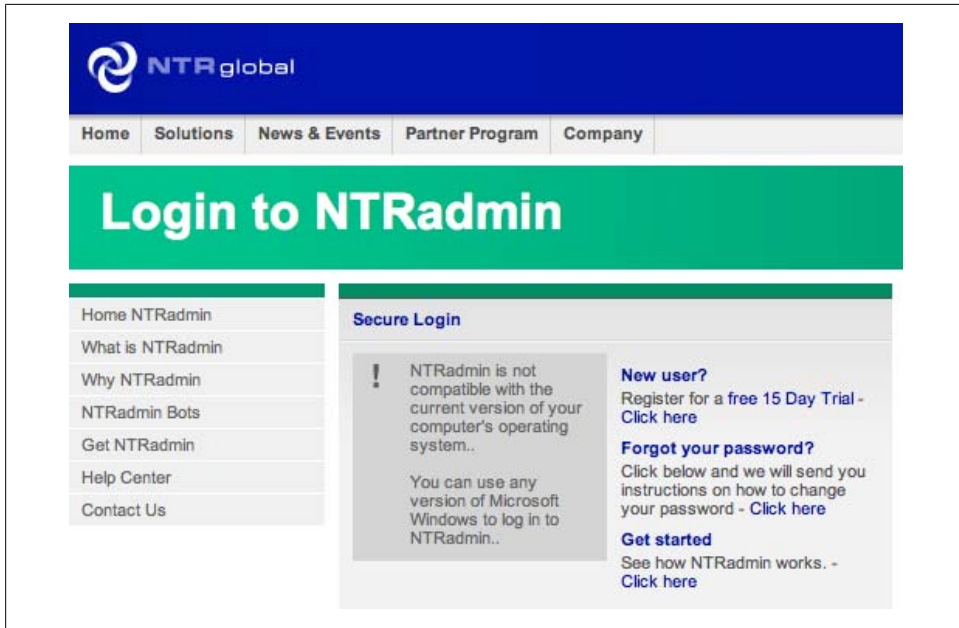 NTRglobal
Home Solutions News & Events Partner Program Company
Login to NTRadmin
Home NTRadmin
What is NTRadmin
Why NTRadmin
NTRadmin Bots
Get NTRadmin
Help Center
Contact Us
Secure Login
!
NTRadmin is not
compatible with the
current version of your
computer's operating
system..
You can use any
version of Microsoft
Windows to log in to
NTRadmin..
New user?
Register for a free 15 Day Trial -
Click here
Forgot your password?
Click below and we will send you
instructions on how to change
your password - Click here
Get started
See how NTRadmin works. -
Click here